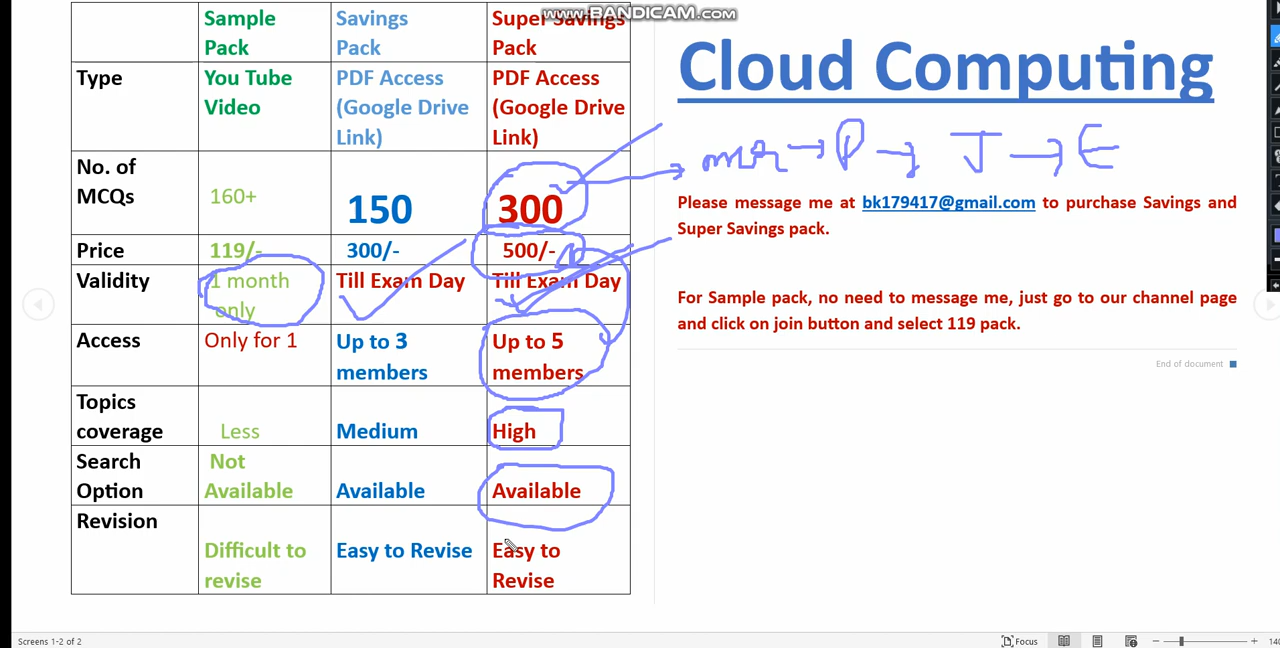 www.BANDICAM.com
Sample Pack
Savings Pack
Super Savings Pack
Type
You Tube Video
PDF Access (Google Drive Link)
PDF Access (Google Drive Link)
No. of MCQs
160+
150
300
Price
119/-
300/-
500/-
Validity
1 month only
Till Exam Day
Till Exam Day
Access
Only for 1
Up to 3 members
Up to 5 members
Topics coverage
Less
Medium
High
Search Option
Not Available
Available
Available
Revision
Difficult to revise
Easy to Revise
Easy to Revise
Cloud Computing
→ P → J → E
Please message me at bk179417@gmail.com to purchase Savings and
Super Savings pack.
For Sample pack, no need to message me, just go to our channel page
and click on join button and select 119 pack.
End of document
Screens 1-2 of 2
Focus